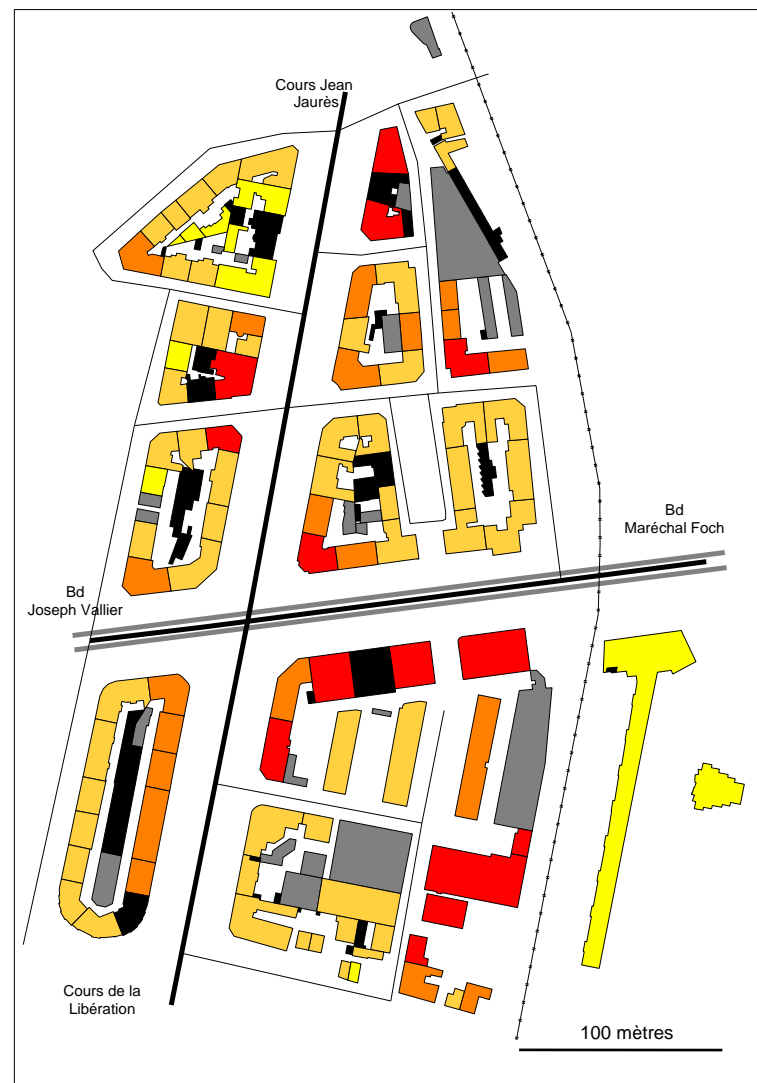 Cours Jean
Jaurès
Bd
Maréchal Foch
Bd
Joseph Vallier
Cours de la
Libération
100 mètres